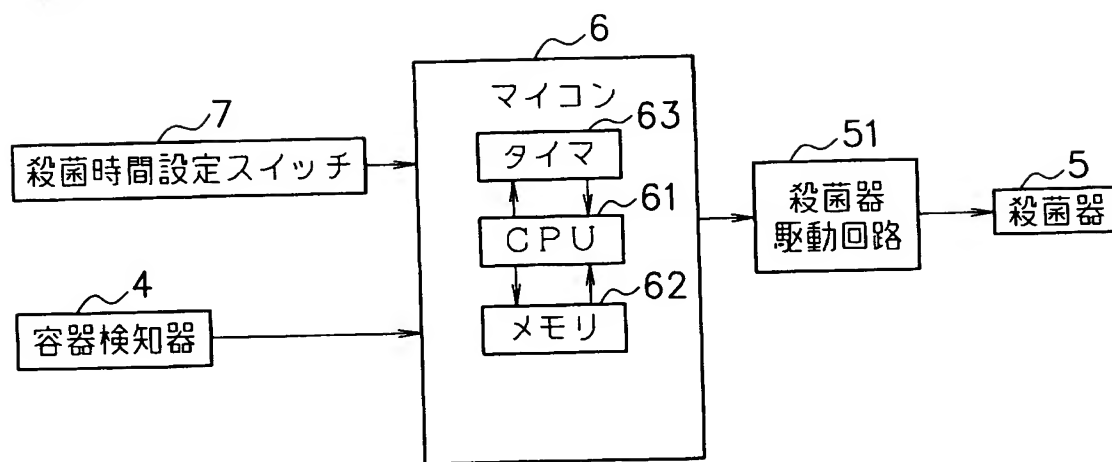 6
マイコン
7
殺菌時間設定スイッチ
63
タイマ
61
CPU
62
メモリ
4
容器検知器
51
殺菌器
駆動回路
5
殺菌器